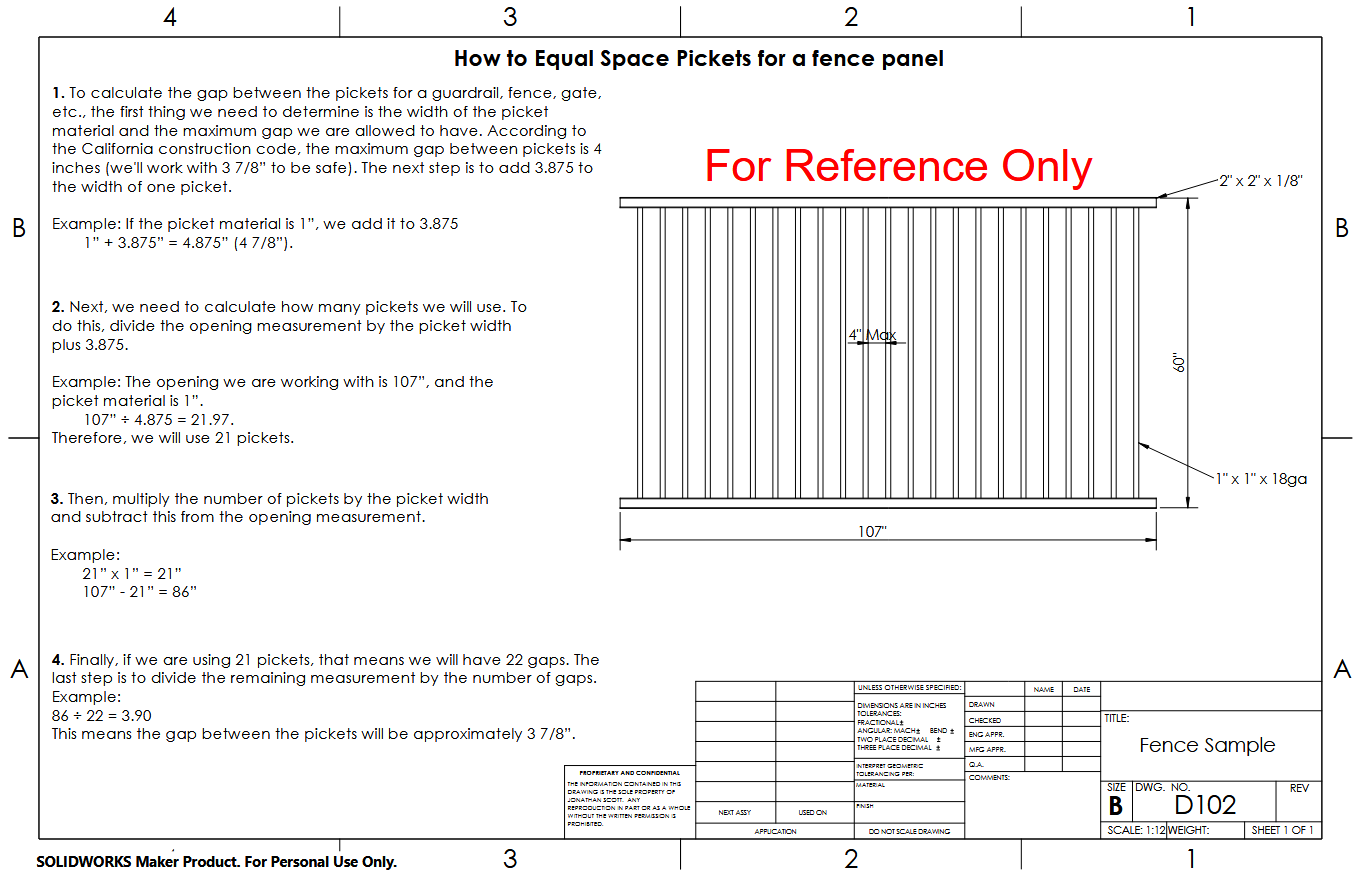 4 3 2 1
How to Equal Space Pickets for a fence panel
1. To calculate the gap between the pickets for a guardrail, fence, gate,
etc., the first thing we need to determine is the width of the picket
material and the maximum gap we are allowed to have. According to
the California construction code, the maximum gap between pickets is 4
inches (we'll work with 3 7/8” to be safe). The next step is to add 3.875 to
the width of one picket.
Example: If the picket material is 1”, we add it to 3.875
1” + 3.875” = 4.875” (4 7/8”).
2. Next, we need to calculate how many pickets we will use. To
do this, divide the opening measurement by the picket width
plus 3.875.
Example: The opening we are working with is 107”, and the
picket material is 1”.
107” ÷ 4.875 = 21.97.
Therefore, we will use 21 pickets.
3. Then, multiply the number of pickets by the picket width
and subtract this from the opening measurement.
Example:
21” x 1” = 21”
107” - 21” = 86”
4. Finally, if we are using 21 pickets, that means we will have 22 gaps. The
last step is to divide the remaining measurement by the number of gaps.
Example:
86 ÷ 22 = 3.90
This means the gap between the pickets will be approximately 3 7/8”.
For Reference Only
2" x 2" x 1/8"
4" Max
60"
1" x 1" x 18ga
107"
B
B
A
A
PROPRIETARY AND CONFIDENTIAL
THE INFORMATION CONTAINED IN THIS
DRAWING IS THE SOLE PROPERTY OF
JONATHAN SCOTT. ANY
REPRODUCTION IN PART OR AS A WHOLE
WITHOUT THE WRITTEN PERMISSION IS
PROHIBITED.
NEXT ASSY
USED ON
APPLICATION
UNLESS OTHERWISE SPECIFIED:
DIMENSIONS ARE IN INCHES
TOLERANCES:
FRACTIONAL±
ANGULAR: MACH± BEND ±
TWO PLACE DECIMAL ±
THREE PLACE DECIMAL ±
INTERPRET GEOMETRIC
TOLERANCING PER:
MATERIAL
FINISH
DO NOT SCALE DRAWING
NAME
DATE
DRAWN
CHECKED
ENG APPR.
MFG APPR.
Q.A.
COMMENTS:
TITLE:
Fence Sample
SIZE
B
DWG. NO.
D102
REV
SCALE: 1:12
WEIGHT:
SHEET 1 OF 1
SOLIDWORKS Maker Product. For Personal Use Only.
3 2 1